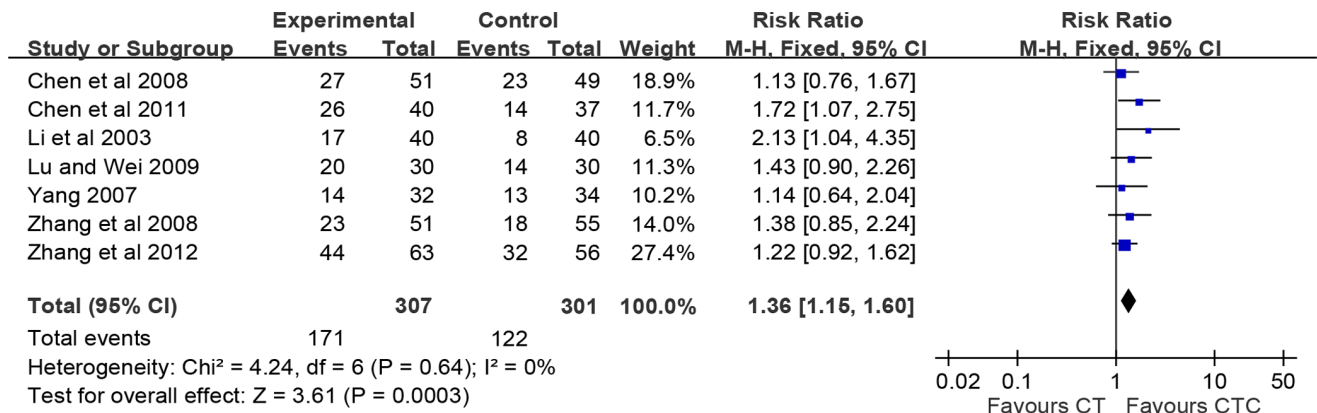 Experimental Control Risk Ratio Risk Ratio
Study or Subgroup Events Total Events Total Weight M-H, Fixed, 95% CI M-H, Fixed, 95% CI
Chen et al 2008 27 51 23 49 18.9% 1.13 [0.76, 1.67]
Chen et al 2011 26 40 14 37 11.7% 1.72 [1.07, 2.75]
Li et al 2003 17 40 8 40 6.5% 2.13 [1.04, 4.35]
Lu and Wei 2009 20 30 14 30 11.3% 1.43 [0.90, 2.26]
Yang 2007 14 32 13 34 10.2% 1.14 [0.64, 2.04]
Zhang et al 2008 23 51 18 55 14.0% 1.38 [0.85, 2.24]
Zhang et al 2012 44 63 32 56 27.4% 1.22 [0.92, 1.62]
Total (95% CI) 307 301 100.0% 1.36 [1.15, 1.60]
Total events 171 122
Heterogeneity: Chi² = 4.24, df = 6 (P = 0.64); I² = 0%
Test for overall effect: Z = 3.61 (P = 0.0003)
0.02 0.1 1 10 50
Favours CT Favours CTC